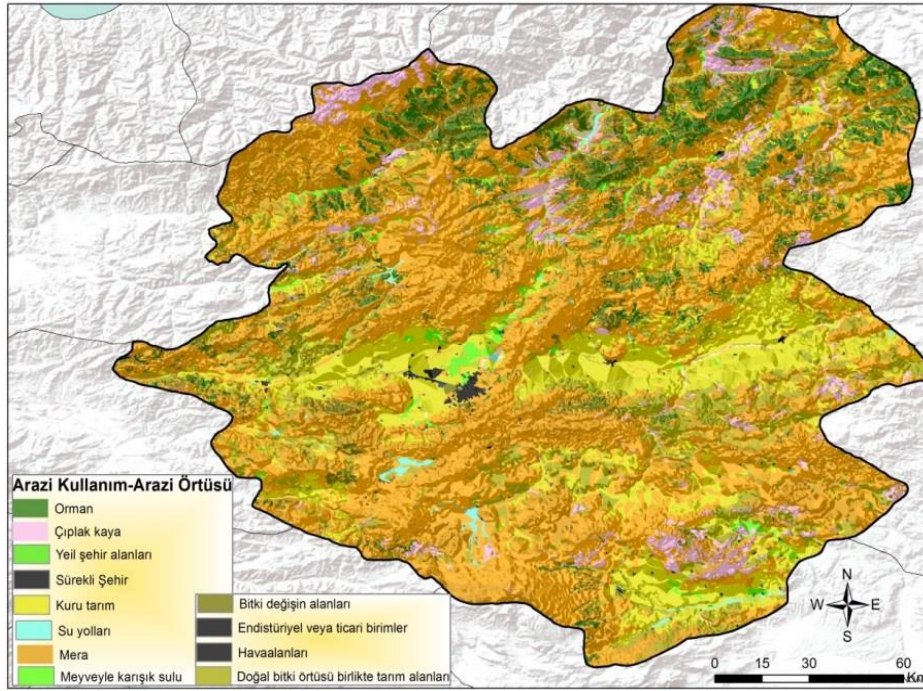 Arazi Kullanım-Arazi Örtüsü
Orman
Çıplak kaya
Yeil şehir alanları
Sürekli Şehir
Kuru tarım
Su yolları
Mera
Meyveyle karışık sulu
Bitki değişin alanları
Endistüriyel veya ticari birimler
Havaalanları
Doğal bitki örtüsü birlikte tarım alanları
N
W E
S
0 15 30 60